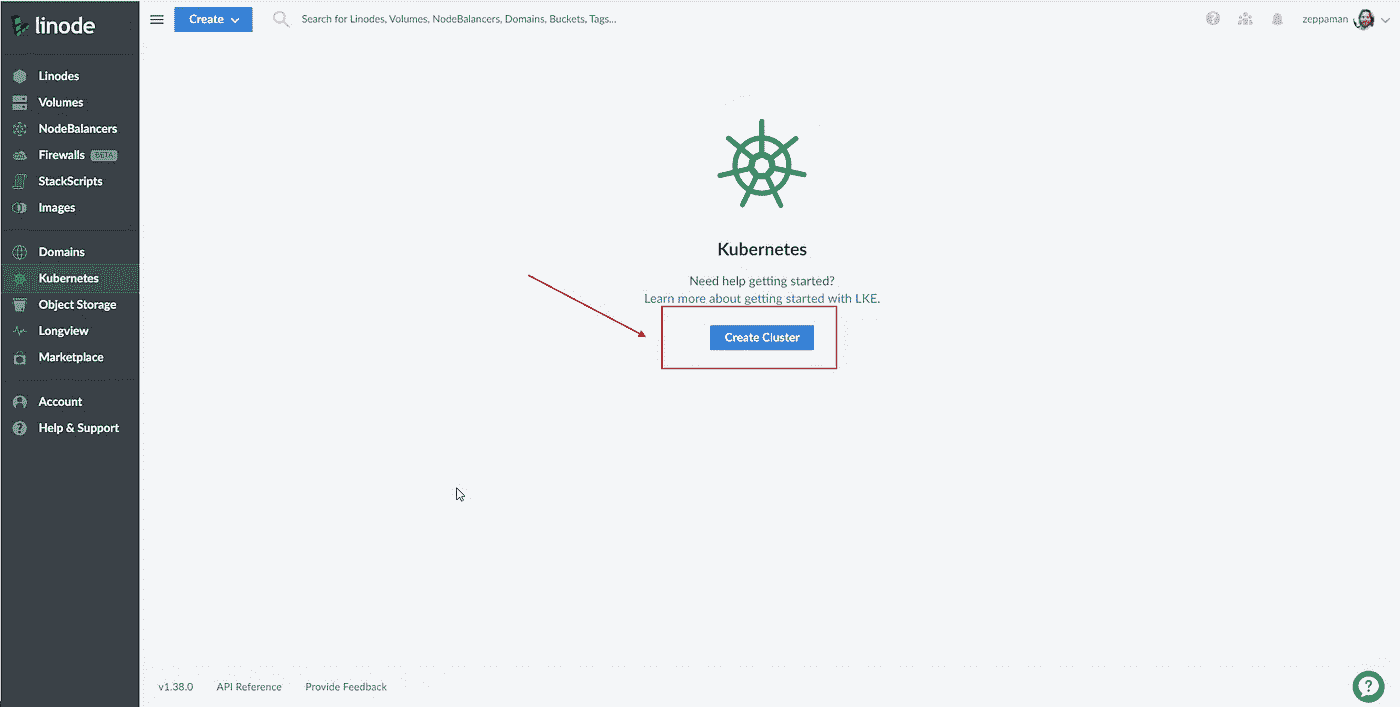 linode
Create
Search for Linodes, Volumes, NodeBalancers, Domains, Buckets, Tags...
zeppaman
Linodes
Volumes
NodeBalancers
Firewalls BETA
StackScripts
Images
Domains
Kubernetes
Object Storage
Longview
Marketplace
Account
Help & Support
Kubernetes
Need help getting started?
Learn more about getting started with LKE.
Create Cluster
v1.38.0 API Reference Provide Feedback